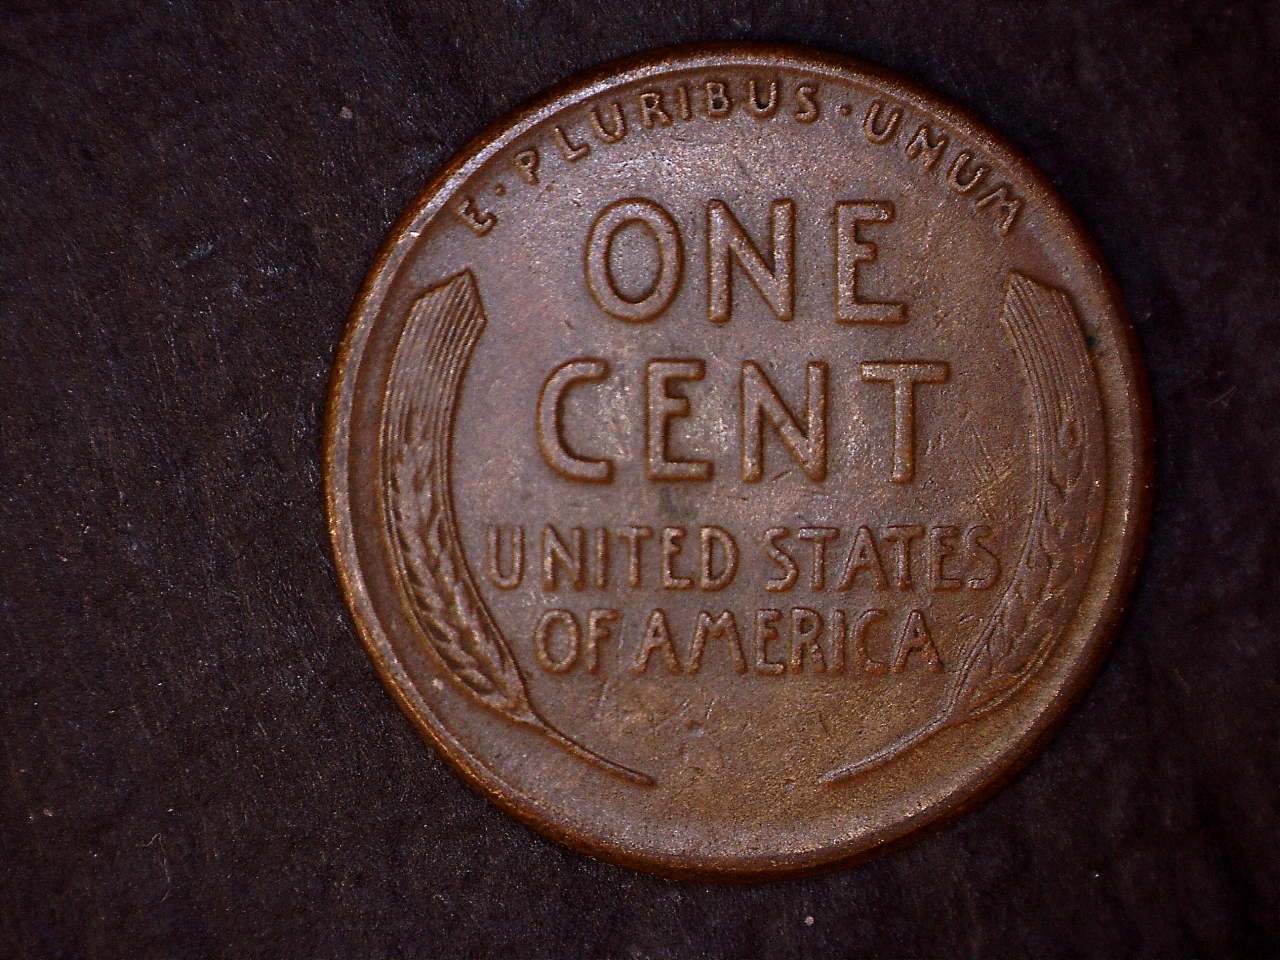 E·PLURIBUS·UNUM
ONE
CENT
UNITED STATES
OF AMERICA